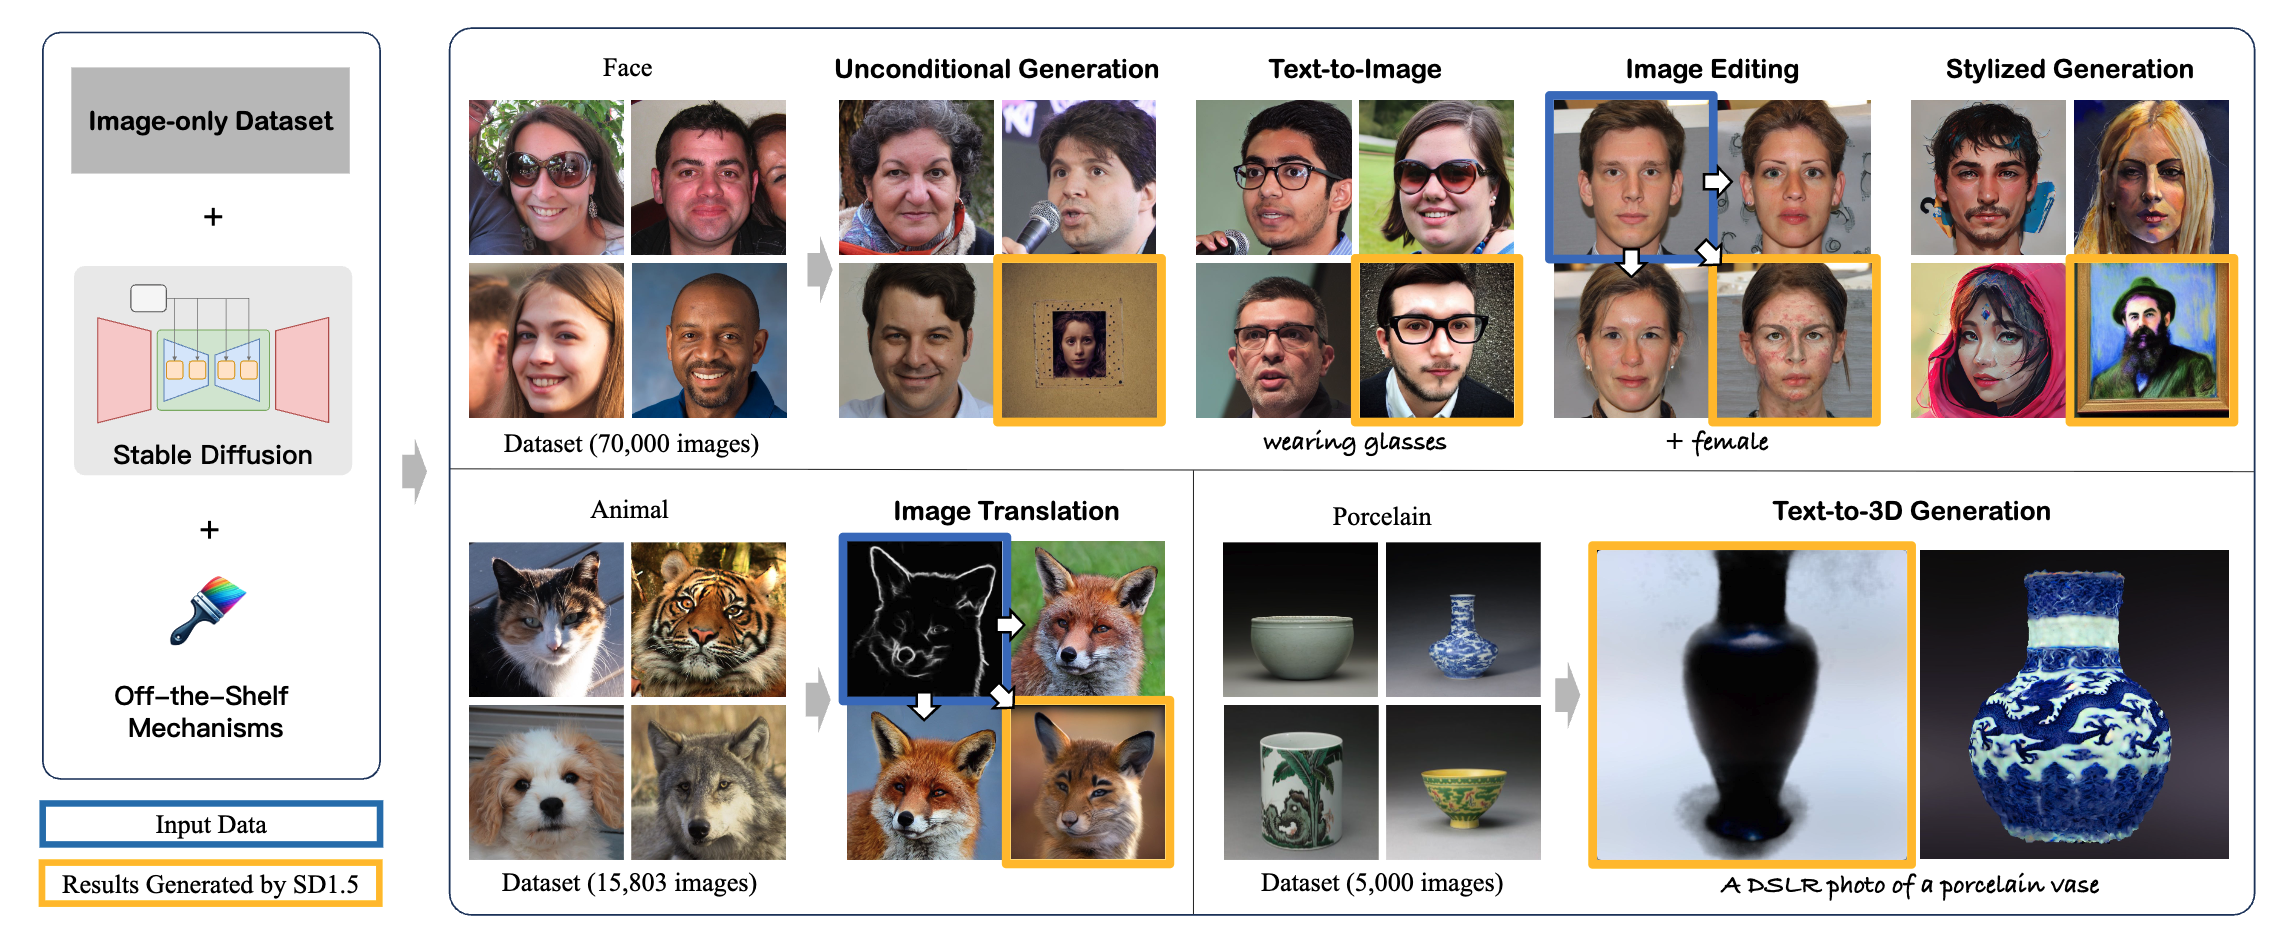 Image-only Dataset
+
Stable Diffusion
+
Off-the-Shelf
Mechanisms
Input Data
Results Generated by SD1.5
Face
Unconditional Generation
Text-to-Image
Image Editing
Stylized Generation
Dataset (70,000 images)
wearing glasses
+ female
Animal
Image Translation
Dataset (15,803 images)
Porcelain
Text-to-3D Generation
Dataset (5,000 images)
A DSLR photo of a porcelain vase